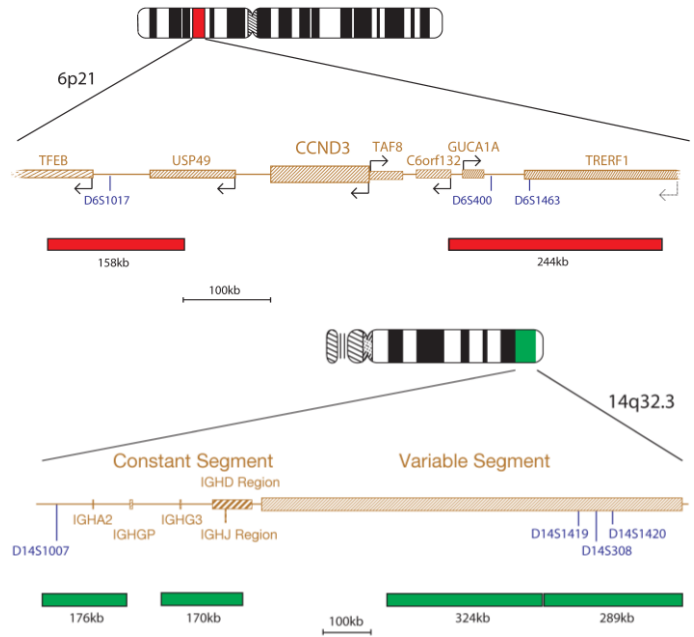 6p21
CCND3
TAF8
GUCA1A
TFEB
USP49
C6orf132
TRERF1
D6S1017
D6S400
D6S1463
158kb
244kb
100kb
14q32.3
Constant Segment
Variable Segment
IGHD Region
IGHA2
IGHG3
IGHGP
IGHJ Region
D14S1007
D14S1419
D14S1420
D14S308
176kb
170kb
324kb
289kb
100kb